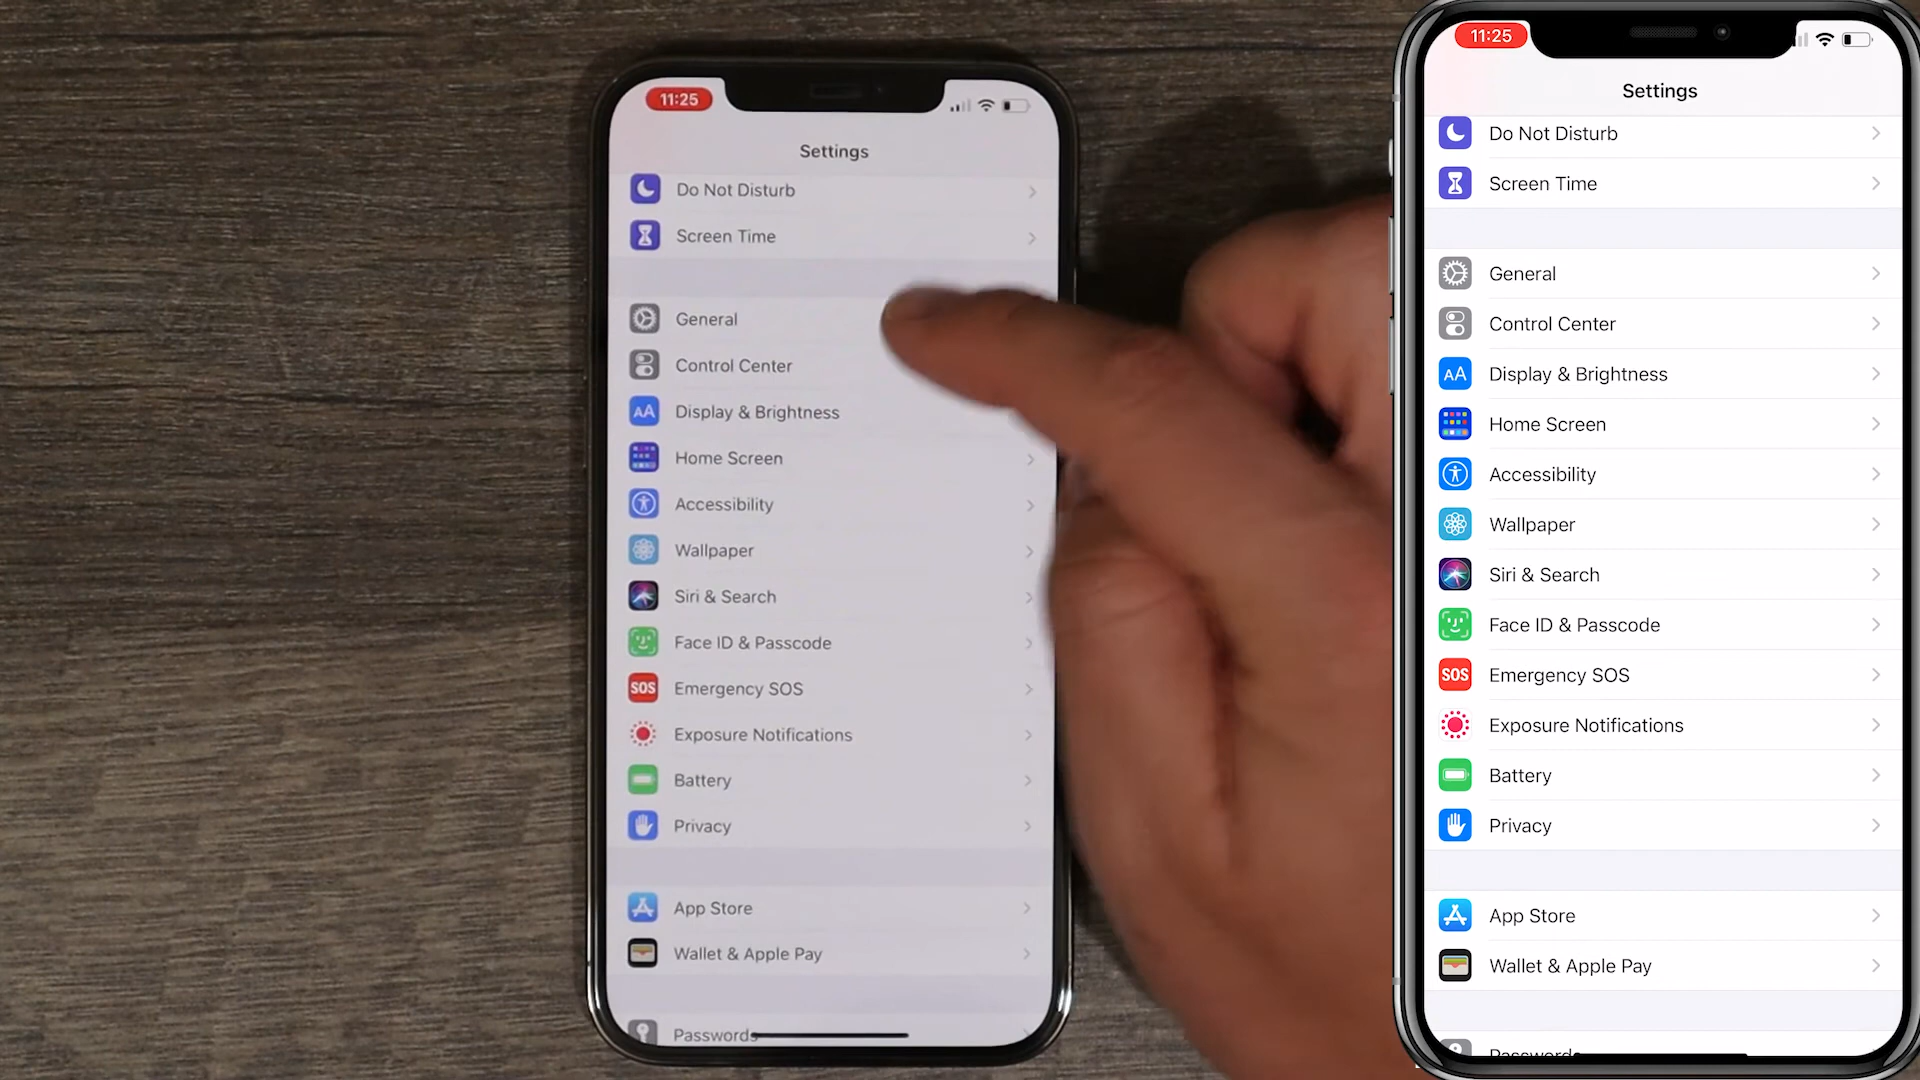 11:25
Settings
Do Not Disturb
Screen Time
General
Control Center
AA Display & Brightness
Home Screen
Accessibility
Wallpaper
Siri & Search
Face ID & Passcode
SOS Emergency SOS
Exposure Notifications
Battery
Privacy
App Store
Wallet & Apple Pay
Passwords
11:25
Settings
Do Not Disturb
Screen Time
General
Control Center
AA Display & Brightness
Home Screen
Accessibility
Wallpaper
Siri & Search
Face ID & Passcode
SOS Emergency SOS
Exposure Notifications
Battery
Privacy
App Store
Wallet & Apple Pay
Passwords